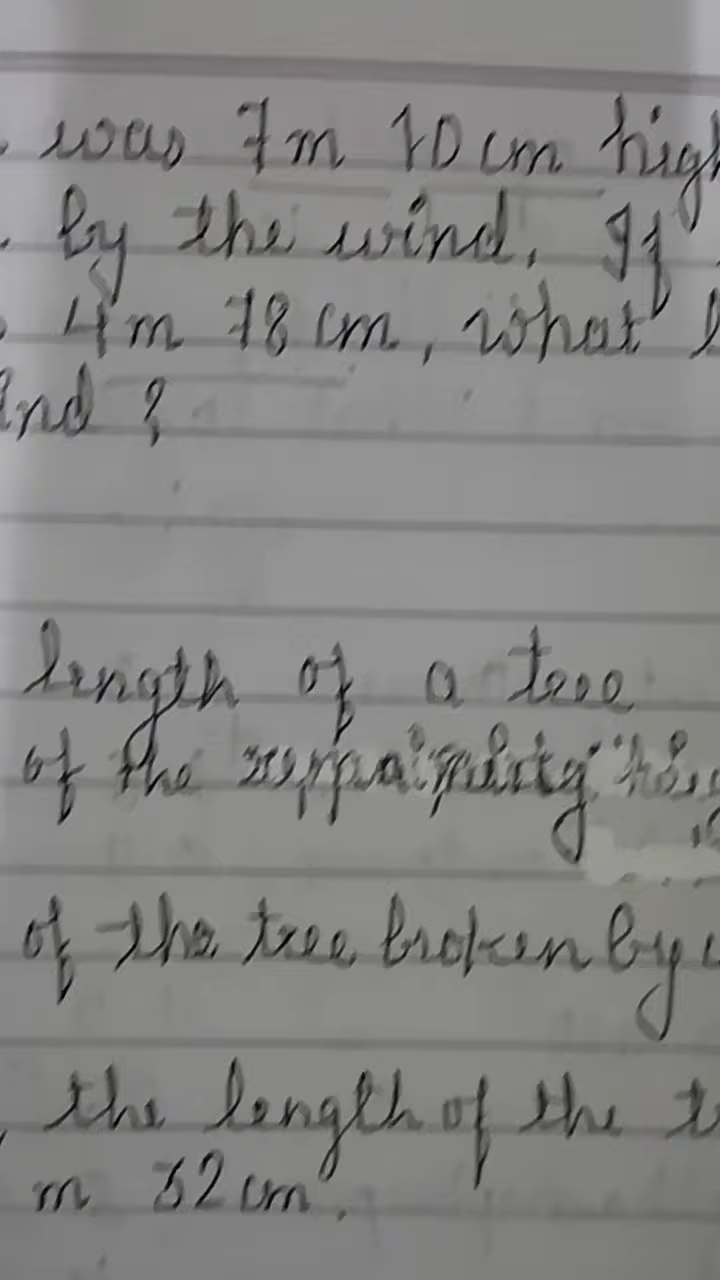 was 7m 10 cm high
by the wind. If
4m 78 cm, what
?
length of a tree
of the remaining
of the tree broken by
the length of the
m 32 cm.